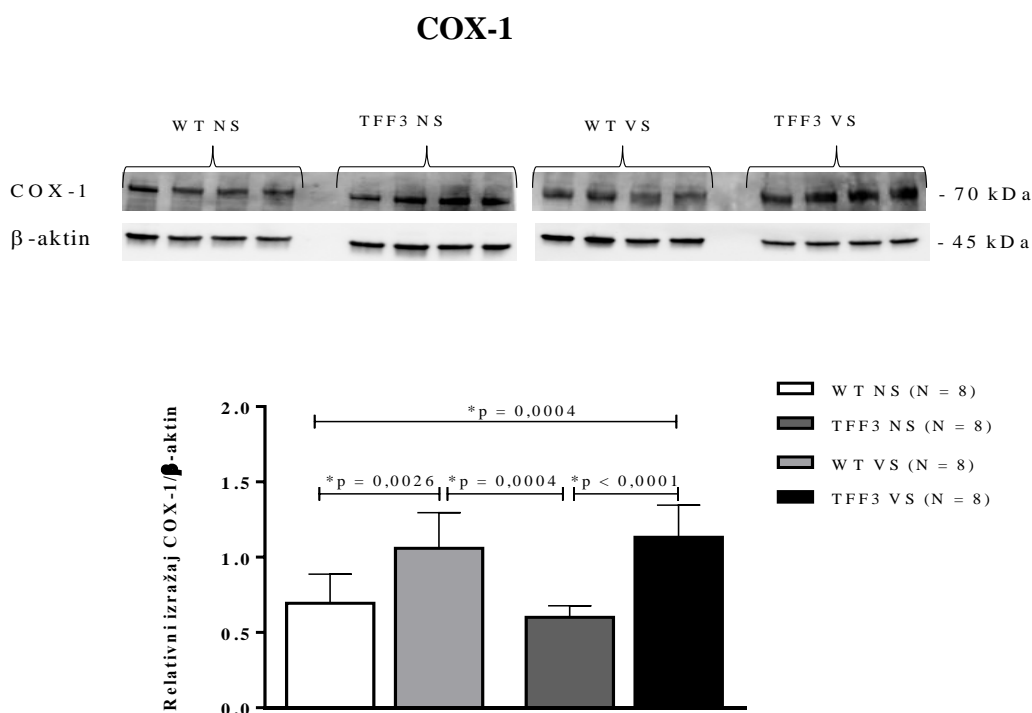 COX-1
WT NS
TFF3 NS
WT VS
TFF3 VS
COX-1
- 70 kDa
β-aktin
- 45 kDa
Relativni izražaj COX-1/β-aktin
2.0
1.5
1.0
0.5
0.0
*p = 0,0004
*p = 0,0026
*p = 0,0004
*p < 0,0001
WT NS (N = 8)
TFF3 NS (N = 8)
WT VS (N = 8)
TFF3 VS (N = 8)